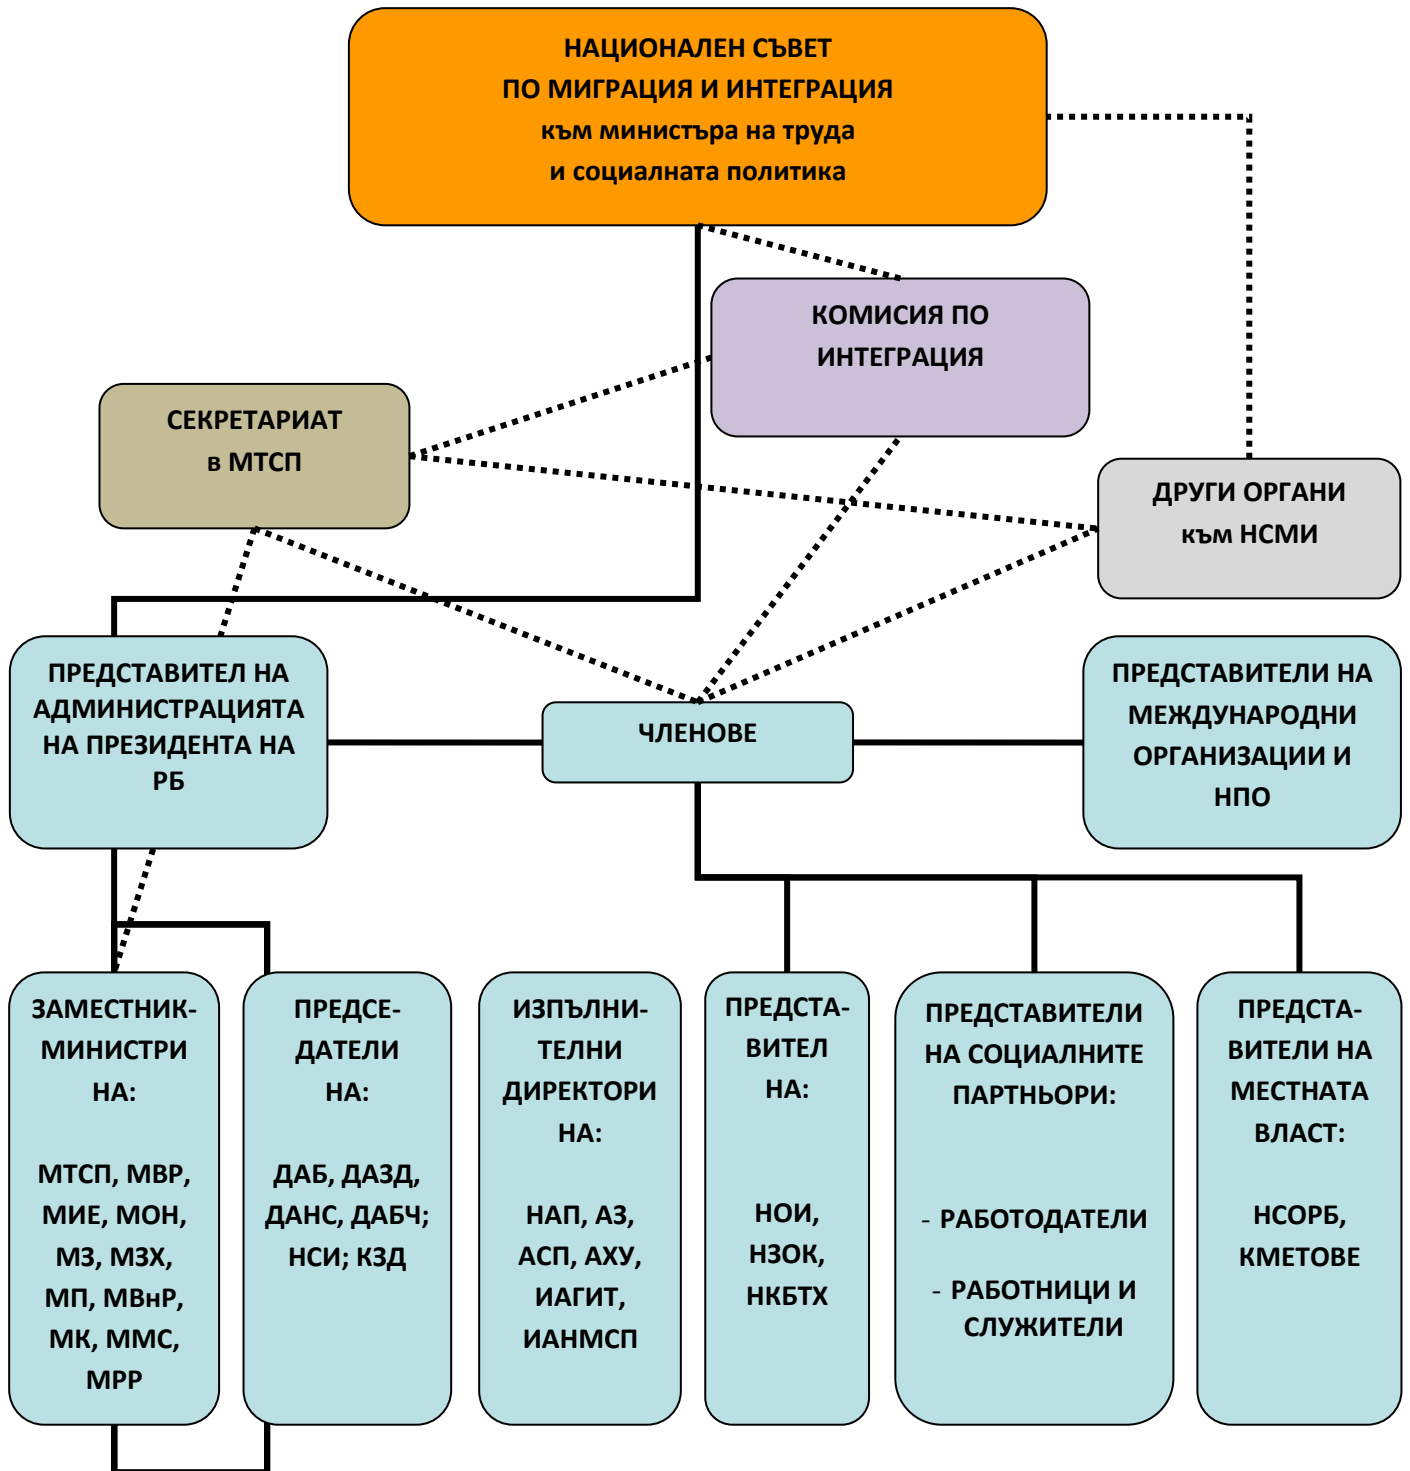 НАЦИОНАЛЕН СЪВЕТ
ПО МИГРАЦИЯ И ИНТЕГРАЦИЯ
към министъра на труда
и социалната политика
КОМИСИЯ ПО
ИНТЕГРАЦИЯ
СЕКРЕТАРИАТ
в МТСП
ДРУГИ ОРГАНИ
към НСМИ
ПРЕДСТАВИТЕЛ НА
АДМИНИСТРАЦИЯТА
НА ПРЕЗИДЕНТА НА
РБ
ЧЛЕНОВЕ
ПРЕДСТАВИТЕЛИ НА
МЕЖДУНАРОДНИ
ОРГАНИЗАЦИИ И
НПО
ЗАМЕСТНИК-
МИНИСТРИ
НА:
МТСП, МВР,
МИЕ, МОН,
МЗ, МЗХ,
МП, МВнР,
МК, ММС,
МРР
ПРЕДСЕ-
ДАТЕЛИ
НА:
ДАБ, ДАЗД,
ДАНС, ДАБЧ;
НСИ; КЗД
ИЗПЪЛНИ-
ТЕЛНИ
ДИРЕКТОРИ
НА:
НАП, АЗ,
АСП, АХУ,
ИАГИТ,
ИАНМСП
ПРЕДСТА-
ВИТЕЛ
НА:
НОИ,
НЗОК,
НКБТХ
ПРЕДСТАВИТЕЛИ
НА СОЦИАЛНИТЕ
ПАРТНЬОРИ:
- РАБОТОДАТЕЛИ
- РАБОТНИЦИ И
СЛУЖИТЕЛИ
ПРЕДСТА-
ВИТЕЛИ НА
МЕСТНАТА
ВЛАСТ:
НСОРБ,
КМЕТОВЕ